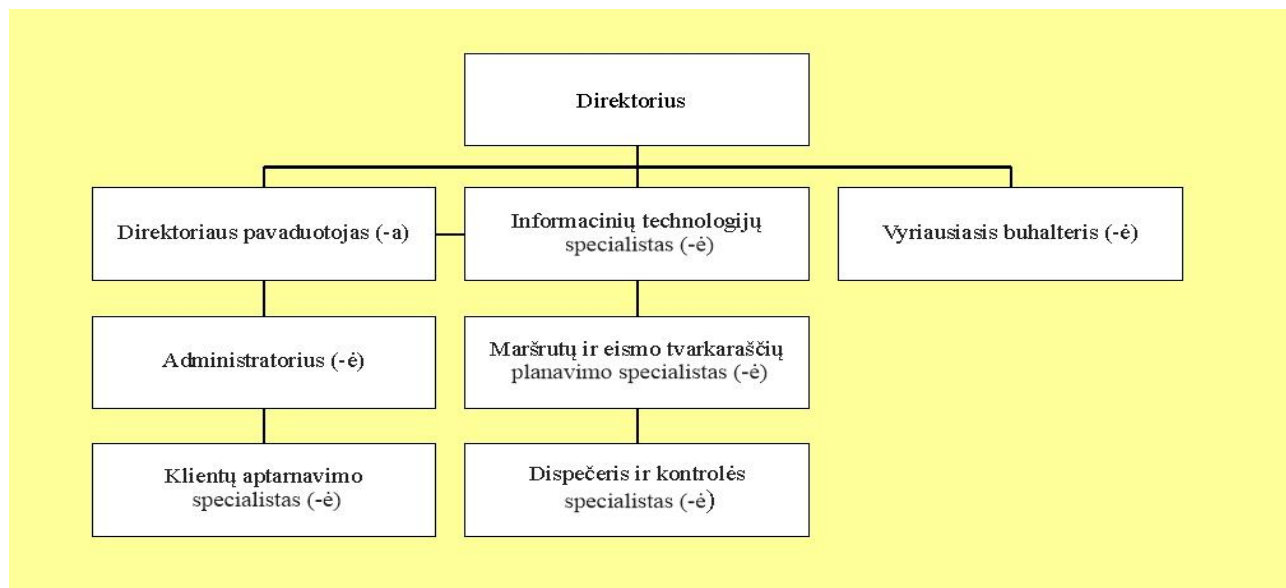 Direktorius
Direktoriaus pavaduotojas (-a)
Informacinių technologijų
specialistas (-ė)
Vyriausiasis buhalteris (-ė)
Administratorius (-ė)
Maršrutų ir eismo tvarkaraščių
planavimo specialistas (-ė)
Klientų aptarnavimo
specialistas (-ė)
Dispečeris ir kontrolės
specialistas (-ė)